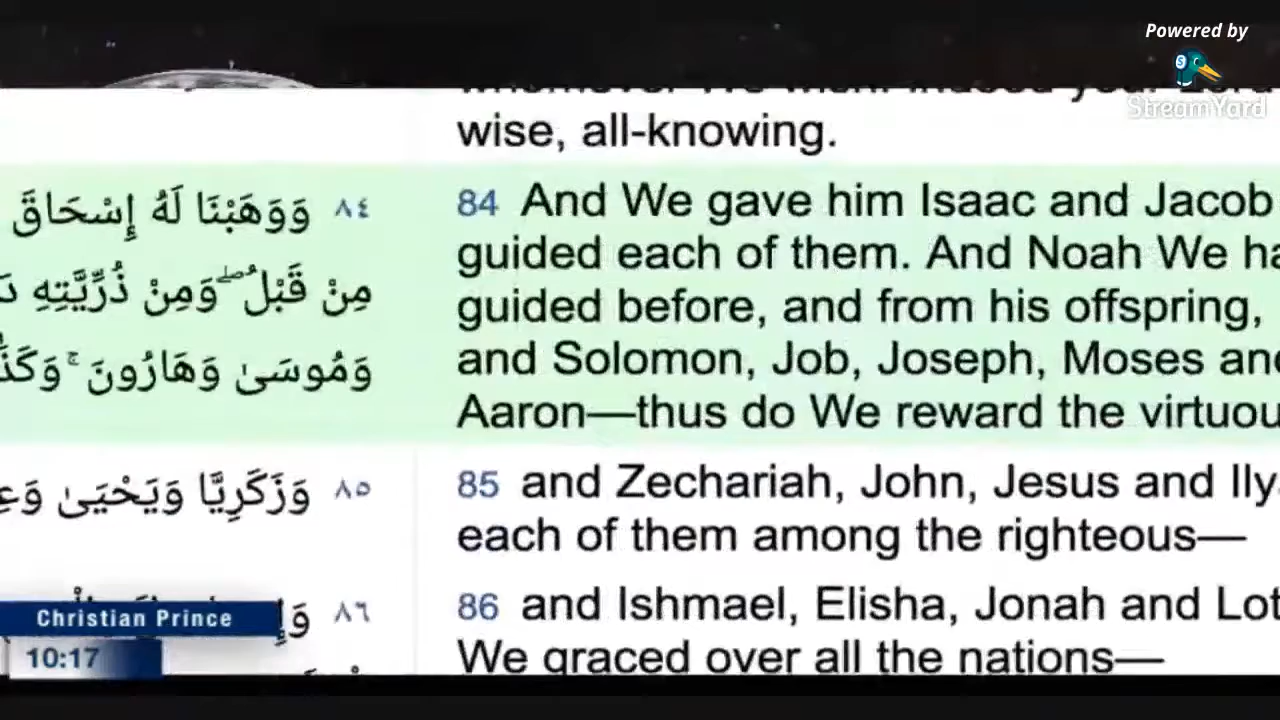 Powered by
StreamYard
wise, all-knowing.
وَوَهَبْنَا لَهُ إِسْحَاقَ ٨٤
مِنْ قَبْلُ ۖ وَمِنْ ذُرِّيَّتِهِ
وَمُوسَىٰ وَهَارُونَ ۚ
84 And We gave him Isaac and Jacob
guided each of them. And Noah We
guided before, and from his offspring,
and Solomon, Job, Joseph, Moses
Aaron—thus do We reward the
وَزَكَرِيَّا وَيَحْيَىٰ ٨٥
85 and Zechariah, John, Jesus and
each of them among the righteous—
٨٦
86 and Ishmael, Elisha, Jonah and Lot
We graced over all the nations—
Christian Prince
10:17